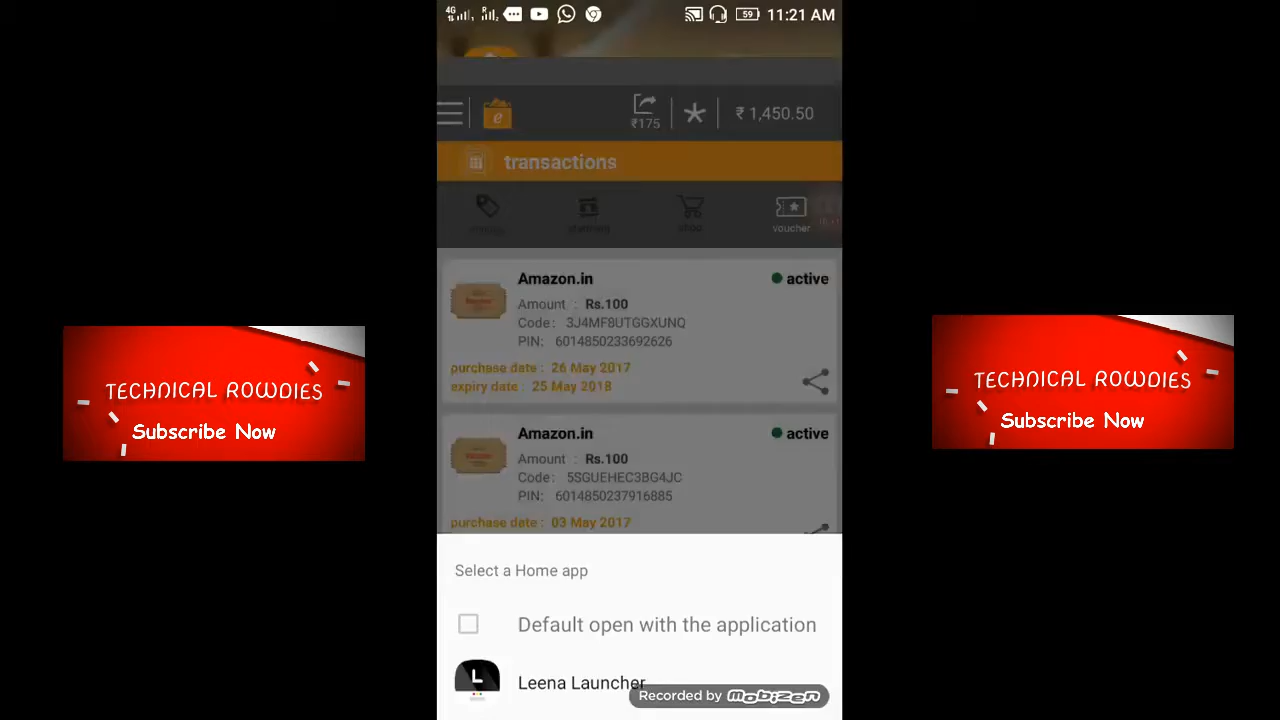 4G R 59 11:21 AM
e ₹175 ₹ 1,450.50
transactions
shop voucher
Amazon.in active
Amount : Rs.100
Code: 3J4MF8UTGGXUNQ
PIN: 6014850233692626
purchase date : 26 May 2017
expiry date : 25 May 2018
Amazon.in active
Amount : Rs.100
Code: 5SGUEHEC3BG4JC
PIN: 6014850237916885
purchase date : 03 May 2017
Select a Home app
Default open with the application
L Leena Launcher
Recorded by mobizen
TECHNICAL ROWDIES
Subscribe Now
TECHNICAL ROWDIES
Subscribe Now